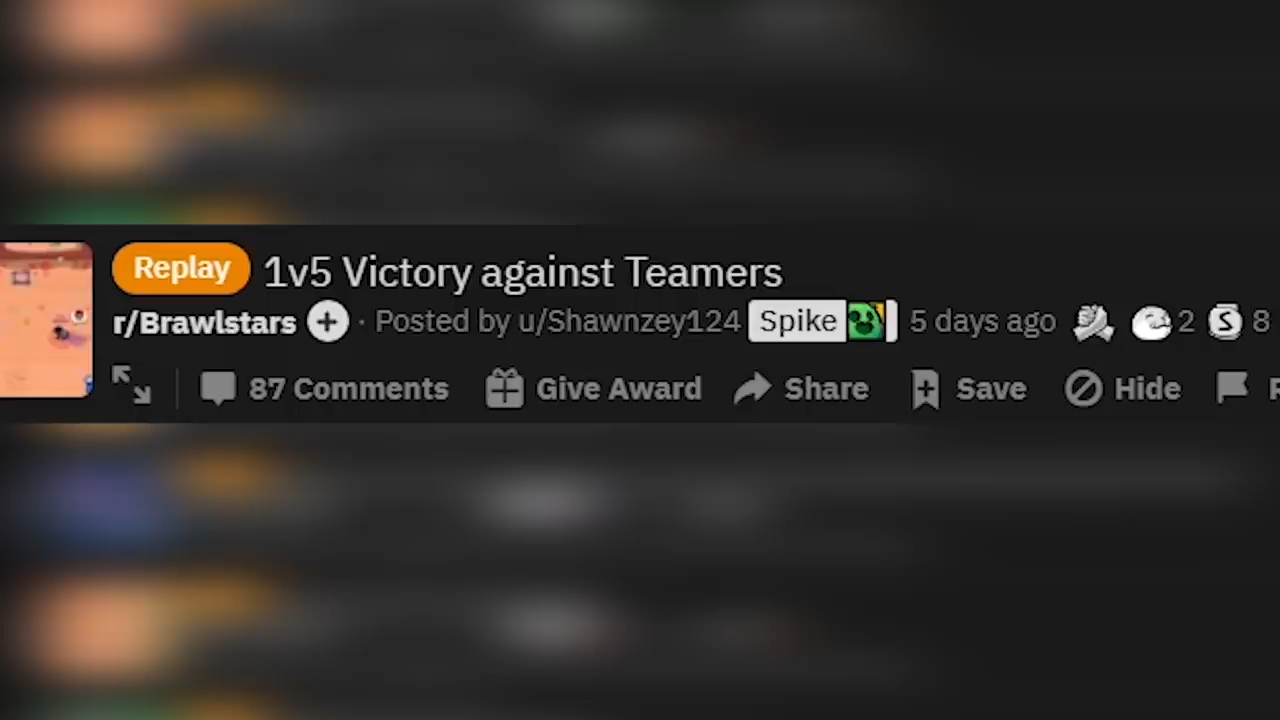 Replay 1v5 Victory against Teamers
r/Brawlstars · Posted by u/Shawnzey124 Spike 5 days ago 2 S 8
87 Comments Give Award Share Save Hide